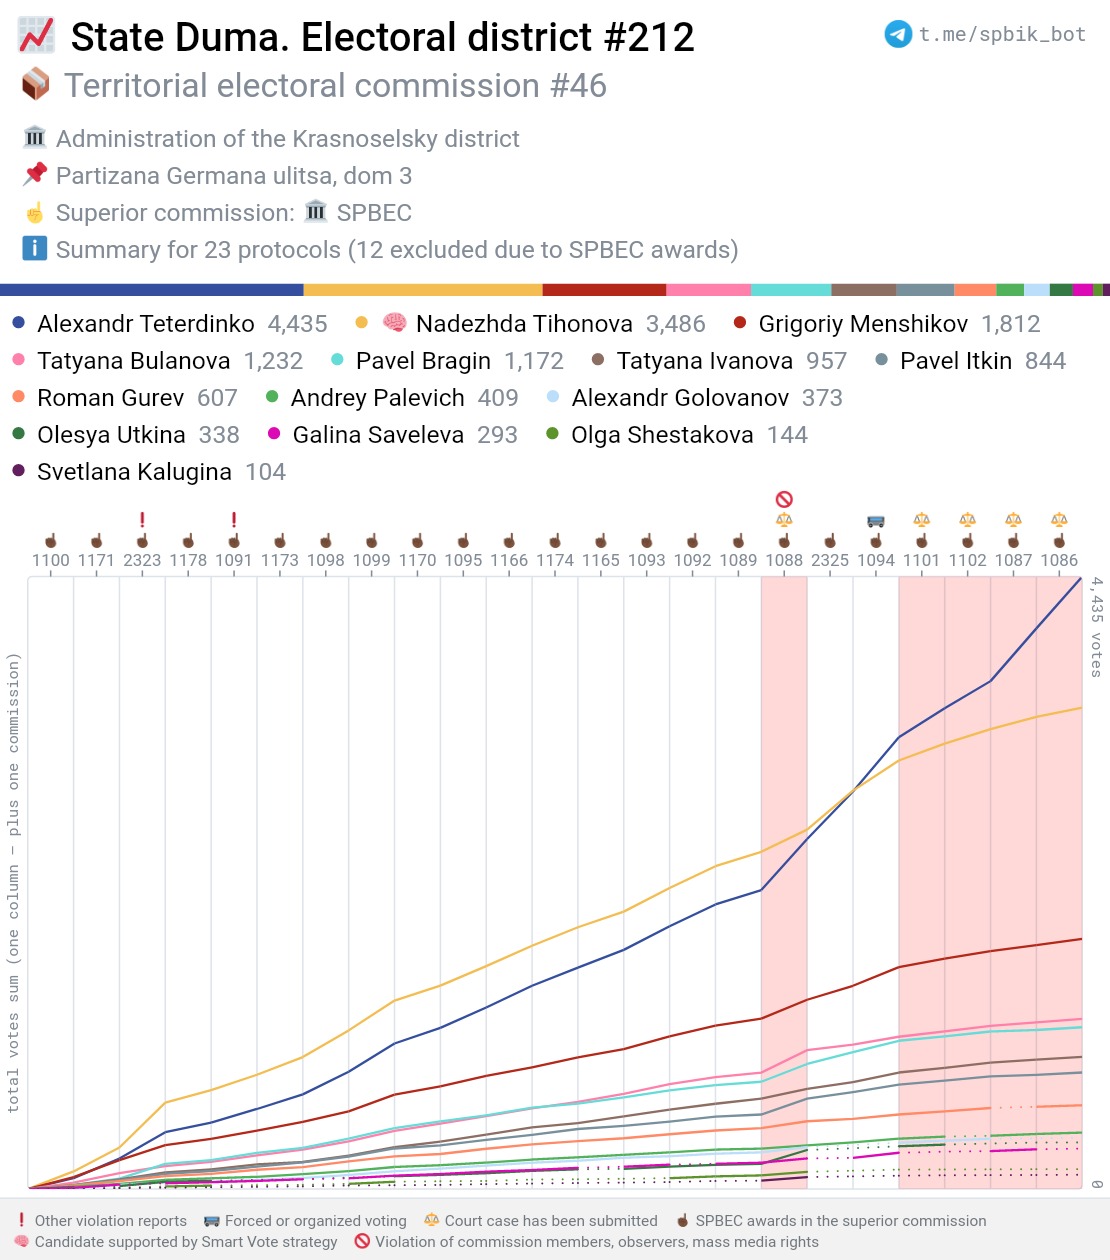 State Duma. Electoral district #212
t.me/spbik_bot
Territorial electoral commission #46
Administration of the Krasnoselsky district
Partizana Germana ulitsa, dom 3
Superior commission: SPBEC
Summary for 23 protocols (12 excluded due to SPBEC awards)
Alexandr Teterdinko 4,435 Nadezhda Tihonova 3,486 Grigoriy Menshikov 1,812
Tatyana Bulanova 1,232 Pavel Bragin 1,172 Tatyana Ivanova 957 Pavel Itkin 844
Roman Gurev 607 Andrey Palevich 409 Alexandr Golovanov 373
Olesya Utkina 338 Galina Saveleva 293 Olga Shestakova 144
Svetlana Kalugina 104
1100 1171 2323 1178 1091 1173 1098 1099 1170 1095 1166 1174 1165 1093 1092 1089 1088 2325 1094 1101 1102 1087 1086
total votes sum (one column – plus one commission)
4,435 votes
0
Other violation reports Forced or organized voting Court case has been submitted SPBEC awards in the superior commission
Candidate supported by Smart Vote strategy Violation of commission members, observers, mass media rights